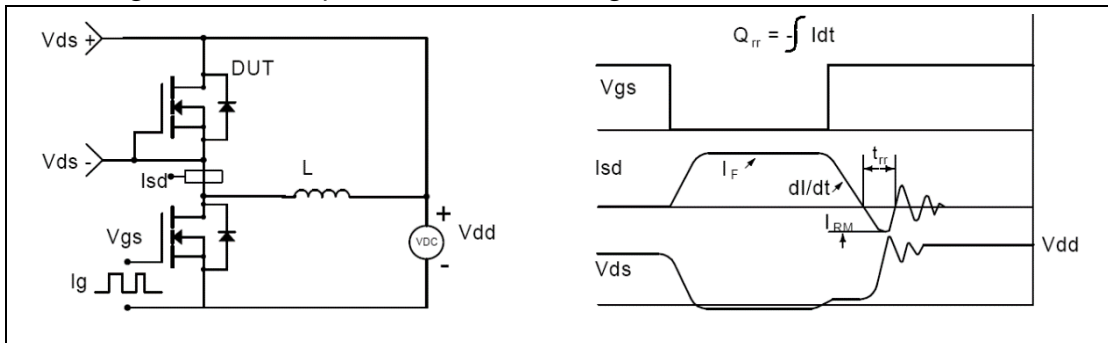 Vds +
DUT
Vds -
Isd
L
Vgs
+
VDC
Vdd
-
Ig
Qrr = -∫ Idt
Vgs
Isd
IF
dI/dt
trr
IRM
Vdd
Vds